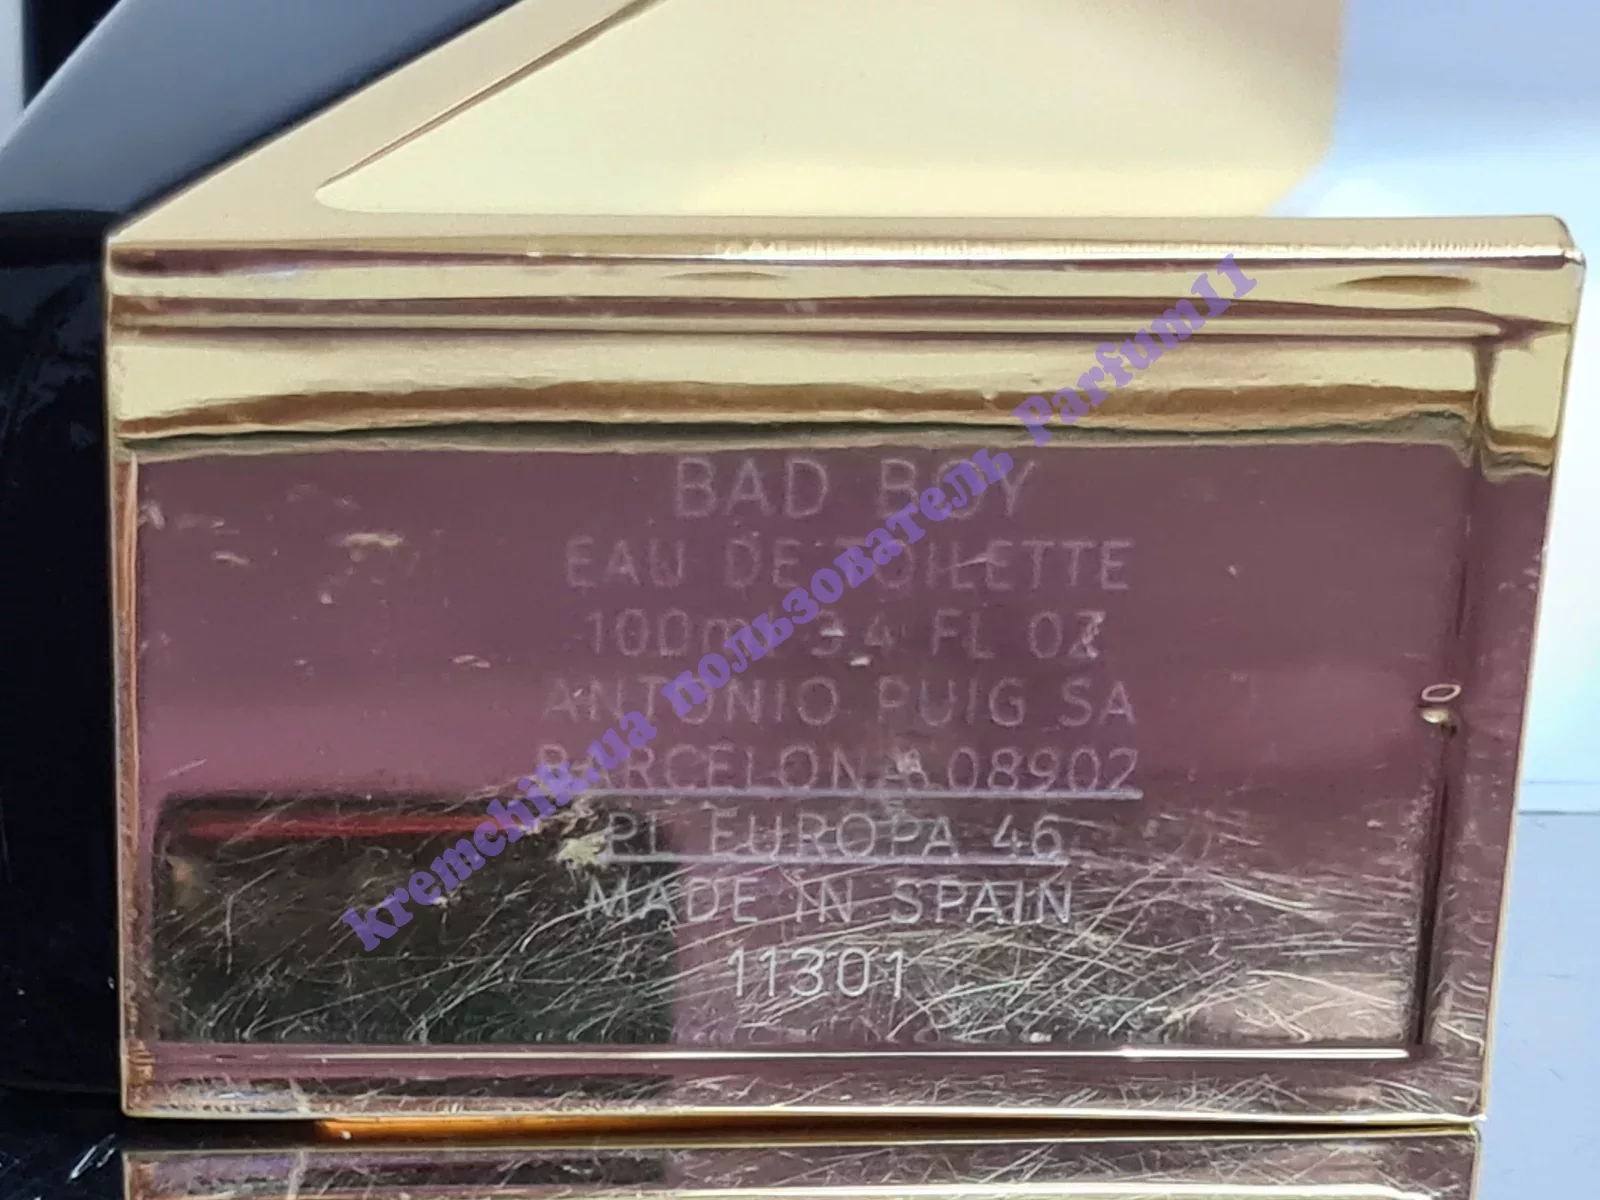 BAD BOY
EAU DE TOILETTE
100ml 3.4 FL OZ
ANTONIO PUIG SA
BARCELONA 08902
PL EUROPA 46
MADE IN SPAIN
11301
kremchik.ua пользователь Parfum11